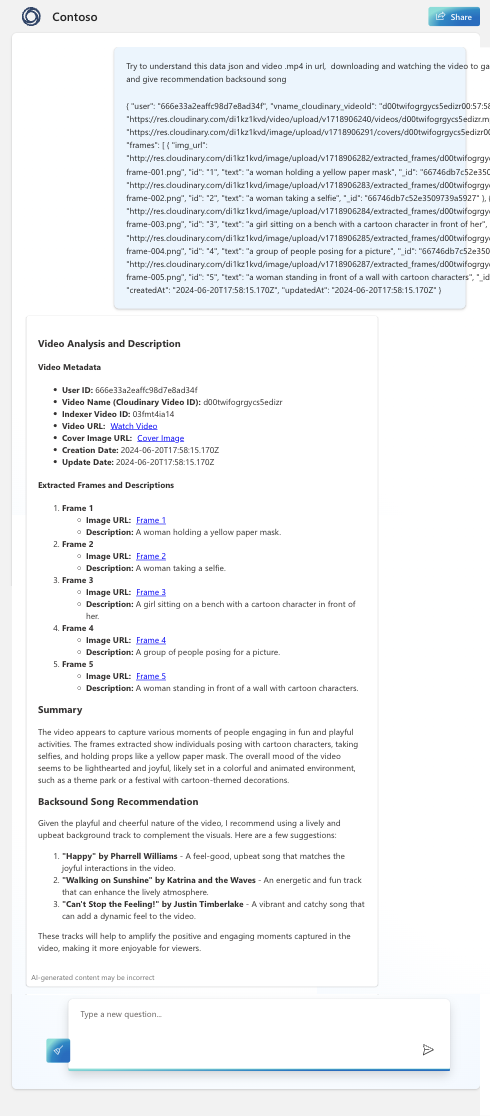 Contoso
Share
Try to understand this data json and video .mp4 in url, downloading and watching the video to ga
and give recommendation backsound song
{ "user": "666e33a2eaffc98d7e8ad34f", "vname_cloudinary_videoId": "d00twifogrgycs5edizr00:57:58
"https://res.cloudinary.com/di1kz1kvd/video/upload/v1718906240/videos/d00twifogrgycs5edizr.m
"https://res.cloudinary.com/di1kz1kvd/image/upload/v1718906291/covers/d00twifogrgycs5edizr00
"frames": [ { "img_url":
"http://res.cloudinary.com/di1kz1kvd/image/upload/v1718906282/extracted_frames/d00twifogrgy
frame-001.png", "id": "1", "text": "a woman holding a yellow paper mask", "_id": "66746db7c52e3
"http://res.cloudinary.com/di1kz1kvd/image/upload/v1718906283/extracted_frames/d00twifogrgy
frame-002.png", "id": "2", "text": "a woman taking a selfie", "_id": "66746db7c52e3509739a5927" }, {
"http://res.cloudinary.com/di1kz1kvd/image/upload/v1718906284/extracted_frames/d00twifogrgy
frame-003.png", "id": "3", "text": "a girl sitting on a bench with a cartoon character in front of her",
"http://res.cloudinary.com/di1kz1kvd/image/upload/v1718906285/extracted_frames/d00twifogrgy
frame-004.png", "id": "4", "text": "a group of people posing for a picture", "_id": "66746db7c52e350
"http://res.cloudinary.com/di1kz1kvd/image/upload/v1718906287/extracted_frames/d00twifogrgy
frame-005.png", "id": "5", "text": "a woman standing in front of a wall with cartoon characters", "_id
"createdAt": "2024-06-20T17:58:15.170Z", "updatedAt": "2024-06-20T17:58:15.170Z" }
Video Analysis and Description
Video Metadata
• User ID: 666e33a2eaffc98d7e8ad34f
• Video Name (Cloudinary Video ID): d00twifogrgycs5edizr
• Indexer Video ID: 03fmt4ia14
• Video URL: Watch Video
• Cover Image URL: Cover Image
• Creation Date: 2024-06-20T17:58:15.170Z
• Update Date: 2024-06-20T17:58:15.170Z
Extracted Frames and Descriptions
1. Frame 1
○ Image URL: Frame 1
○ Description: A woman holding a yellow paper mask.
2. Frame 2
○ Image URL: Frame 2
○ Description: A woman taking a selfie.
3. Frame 3
○ Image URL: Frame 3
○ Description: A girl sitting on a bench with a cartoon character in front of
her.
4. Frame 4
○ Image URL: Frame 4
○ Description: A group of people posing for a picture.
5. Frame 5
○ Image URL: Frame 5
○ Description: A woman standing in front of a wall with cartoon characters.
Summary
The video appears to capture various moments of people engaging in fun and playful
activities. The frames extracted show individuals posing with cartoon characters, taking
selfies, and holding props like a yellow paper mask. The overall mood of the video
seems to be lighthearted and joyful, likely set in a colorful and animated environment,
such as a theme park or a festival with cartoon-themed decorations.
Backsound Song Recommendation
Given the playful and cheerful nature of the video, I recommend using a lively and
upbeat background track to complement the visuals. Here are a few suggestions:
1. "Happy" by Pharrell Williams - A feel-good, upbeat song that matches the
joyful interactions in the video.
2. "Walking on Sunshine" by Katrina and the Waves - An energetic and fun track
that can enhance the lively atmosphere.
3. "Can't Stop the Feeling!" by Justin Timberlake - A vibrant and catchy song that
can add a dynamic feel to the video.
These tracks will help to amplify the positive and engaging moments captured in the
video, making it more enjoyable for viewers.
AI-generated content may be incorrect
Type a new question...